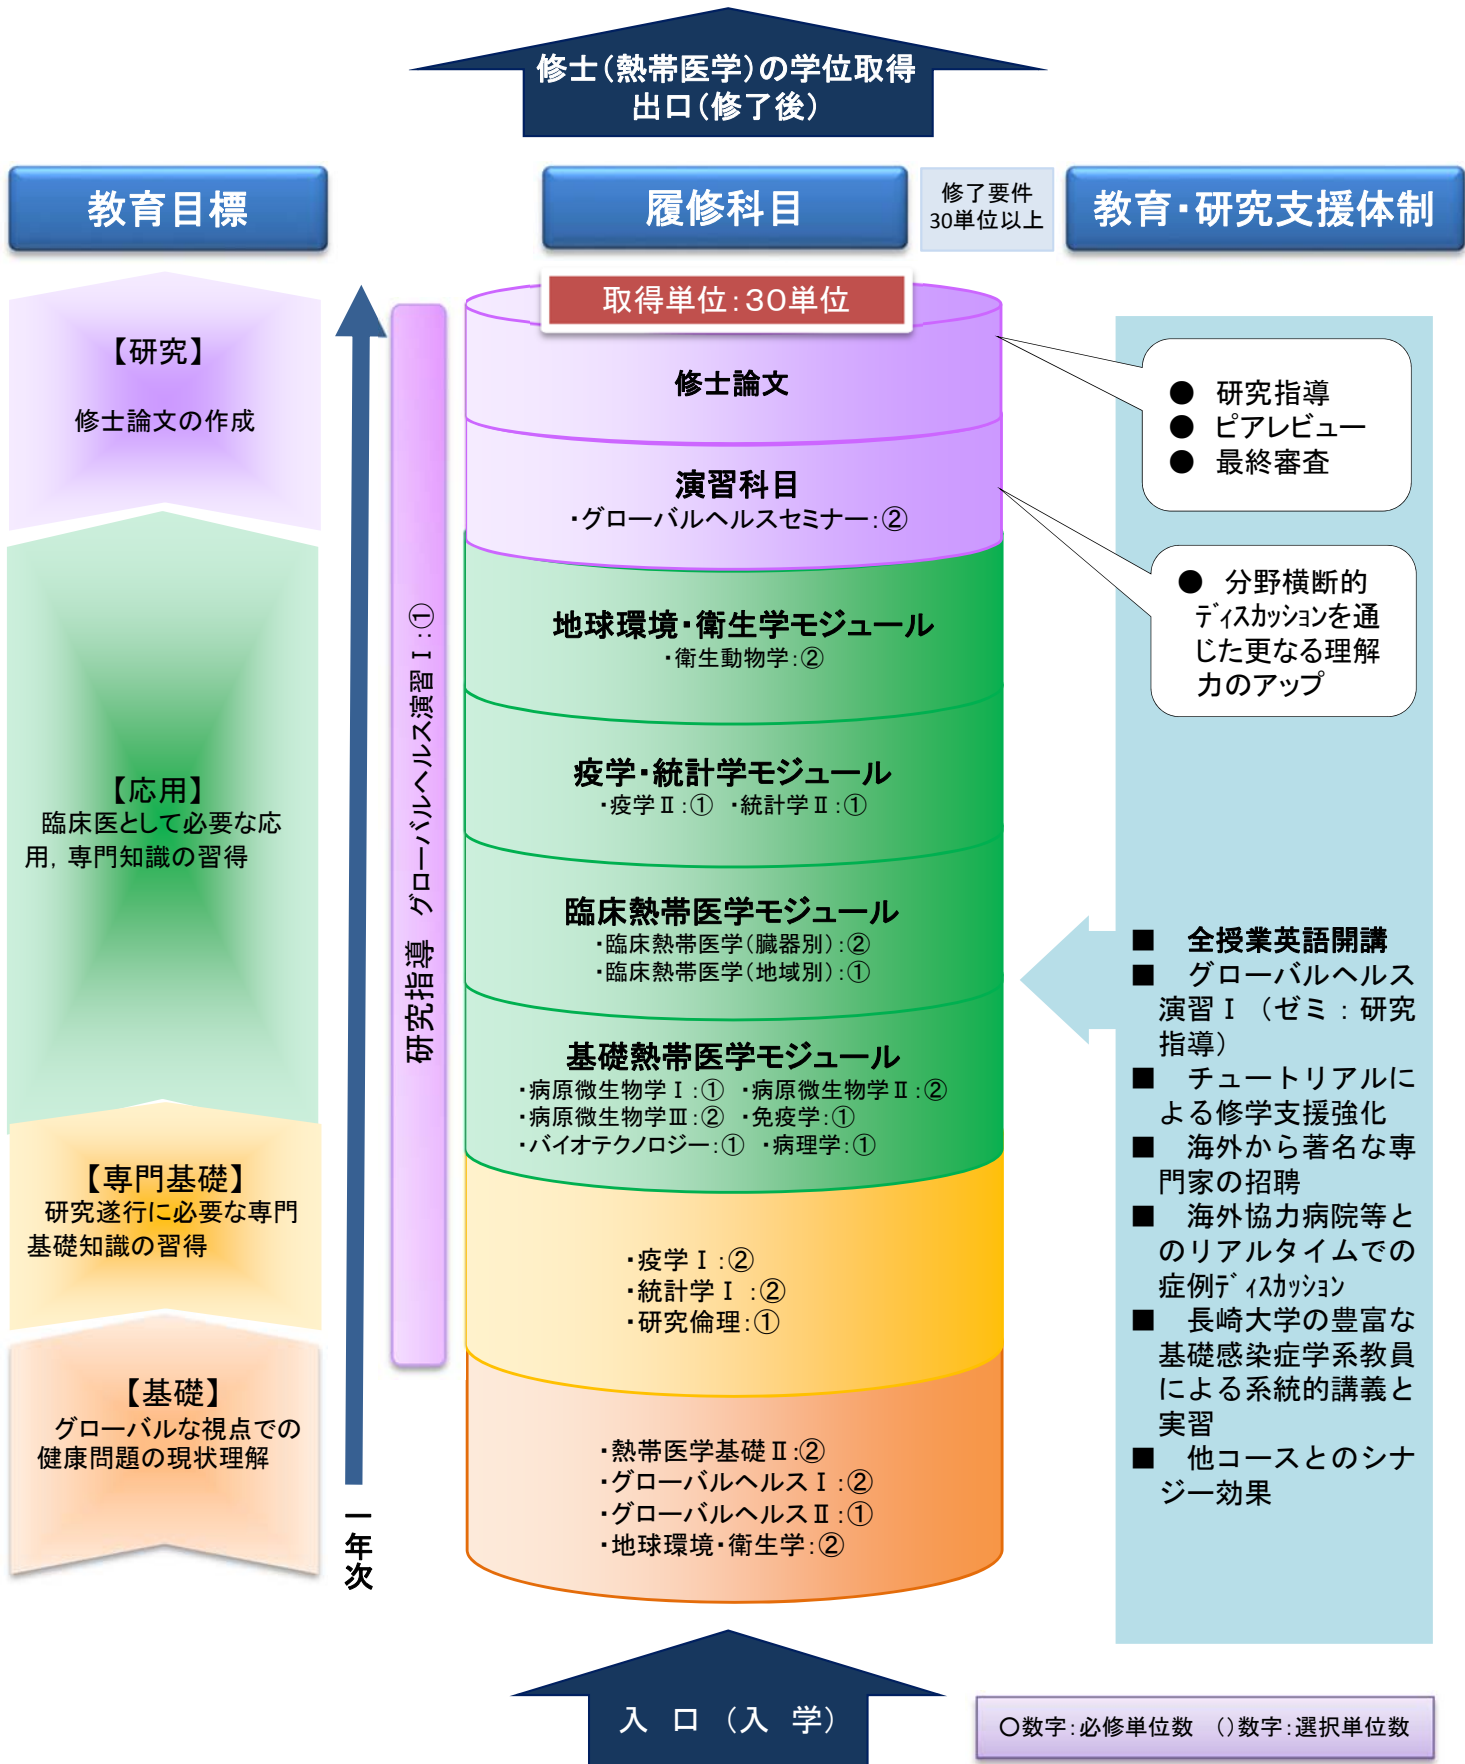 修士(熱帯医学)の学位取得
出口(修了後)
教育目標
履修科目
修了要件
30単位以上
教育・研究支援体制
【研究】
修士論文の作成
【応用】
臨床医として必要な応
用, 専門知識の習得
【専門基礎】
研究遂行に必要な専門
基礎知識の習得
【基礎】
グローバルな視点での
健康問題の現状理解
一年次
研究指導 グローバルヘルス演習Ⅰ:①
取得単位:30単位
修士論文
演習科目
・グローバルヘルスセミナー:②
地球環境・衛生学モジュール
・衛生動物学:②
疫学・統計学モジュール
・疫学Ⅱ:① ・統計学Ⅱ:①
臨床熱帯医学モジュール
・臨床熱帯医学(臓器別):②
・臨床熱帯医学(地域別):①
基礎熱帯医学モジュール
・病原微生物学Ⅰ:① ・病原微生物学Ⅱ:②
・病原微生物学Ⅲ:② ・免疫学:①
・バイオテクノロジー:① ・病理学:①
・疫学Ⅰ:②
・統計学Ⅰ:②
・研究倫理:①
・熱帯医学基礎Ⅱ:②
・グローバルヘルスⅠ:②
・グローバルヘルスⅡ:①
・地球環境・衛生学:②
● 研究指導
● ピアレビュー
● 最終審査
● 分野横断的
ディスカッションを通
じた更なる理解
力のアップ
■ 全授業英語開講
■ グローバルヘルス
演習Ⅰ(ゼミ:研究
指導)
■ チュートリアルに
よる修学支援強化
■ 海外から著名な専
門家の招聘
■ 海外協力病院等と
のリアルタイムでの
症例ディスカッション
■ 長崎大学の豊富な
基礎感染症学系教員
による系統的講義と
実習
■ 他コースとのシナ
ジー効果
入 口 (入 学)
○数字:必修単位数 ()数字:選択単位数